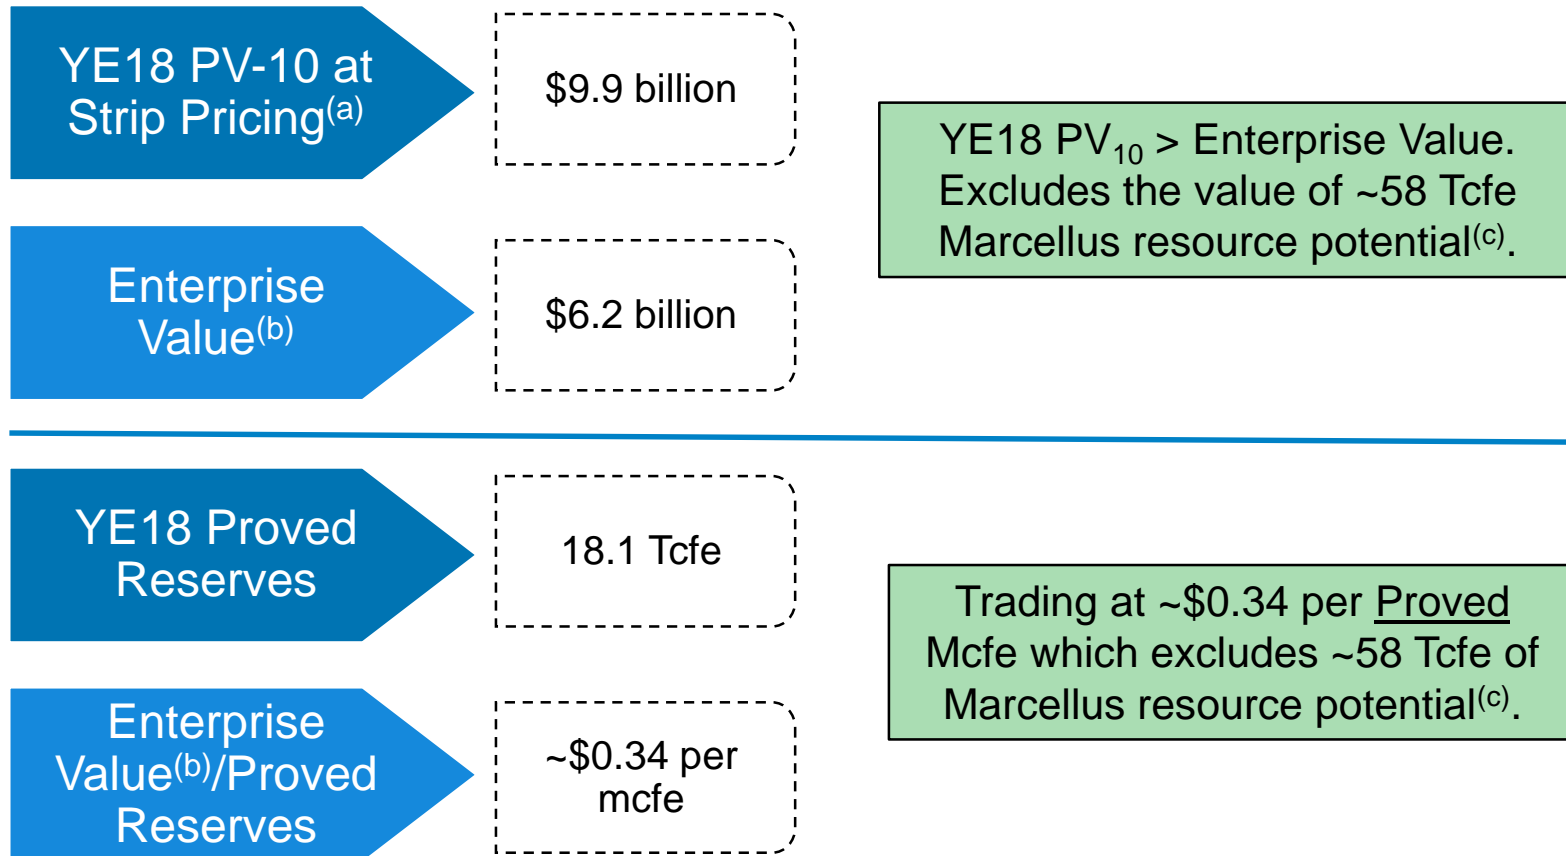 YE18 PV-10 at
Strip Pricing(a)
$9.9 billion
YE18 PV10 > Enterprise Value.
Excludes the value of ~58 Tcfe
Marcellus resource potential(c).
Enterprise
Value(b)
$6.2 billion
YE18 Proved
Reserves
18.1 Tcfe
Trading at ~$0.34 per Proved
Mcfe which excludes ~58 Tcfe of
Marcellus resource potential(c).
Enterprise
Value(b)/Proved
Reserves
~$0.34 per
mcfe